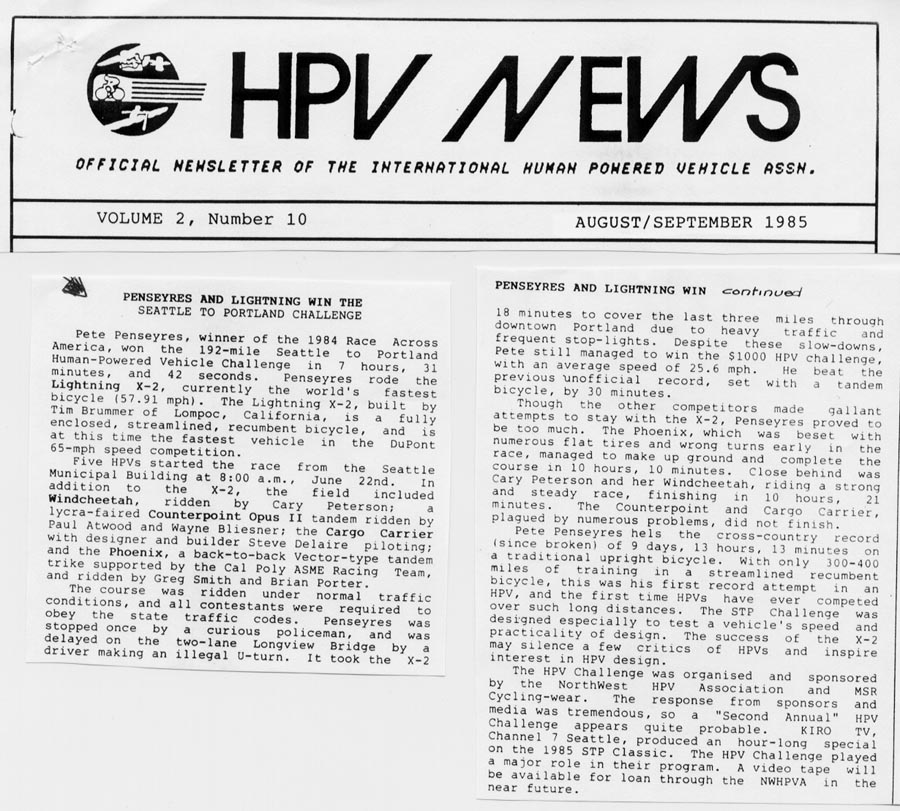 HPV NEWS
OFFICIAL NEWSLETTER OF THE INTERNATIONAL HUMAN POWERED VEHICLE ASSN.
VOLUME 2, Number 10
AUGUST/SEPTEMBER 1985
PENSEYRES AND LIGHTNING WIN THE
SEATTLE TO PORTLAND CHALLENGE
Pete Penseyres, winner of the 1984 Race Across
America, won the 192-mile Seattle to Portland
Human-Powered Vehicle Challenge in 7 hours, 31
minutes, and 42 seconds. Penseyres rode the
Lightning X-2, currently the world's fastest
bicycle (57.91 mph). The Lightning X-2, built by
Tim Brummer of Lompoc, California, is a fully
enclosed, streamlined, recumbent bicycle, and is
at this time the fastest vehicle in the DuPont
65-mph speed competition.
Five HPVs started the race from the Seattle
Municipal Building at 8:00 a.m., June 22nd. In
addition to the X-2, the field included
Windcheetah, ridden by Cary Peterson; a
lycra-faired Counterpoint Opus II tandem ridden by
Paul Atwood and Wayne Bliesner; the Cargo Carrier
with designer and builder Steve Delaire piloting;
and the Phoenix, a back-to-back Vector-type tandem
trike supported by the Cal Poly ASME Racing Team,
and ridden by Greg Smith and Brian Porter.
The course was ridden under normal traffic
conditions, and all contestants were required to
obey the state traffic codes. Penseyres was
stopped once by a curious policeman, and was
delayed on the two-lane Longview Bridge by a
driver making an illegal U-turn. It took the X-2
PENSEYRES AND LIGHTNING WIN continued
18 minutes to cover the last three miles through
downtown Portland due to heavy traffic and
frequent stop-lights. Despite these slow-downs,
Pete still managed to win the $1000 HPV challenge,
with an average speed of 25.6 mph. He beat the
previous unofficial record, set with a tandem
bicycle, by 30 minutes.
Though the other competitors made gallant
attempts to stay with the X-2, Penseyres proved to
be too much. The Phoenix, which was beset with
numerous flat tires and wrong turns early in the
race, managed to make up ground and complete the
course in 10 hours, 10 minutes. Close behind was
Cary Peterson and her Windcheetah, riding a strong
and steady race, finishing in 10 hours, 21
minutes. The Counterpoint and Cargo Carrier,
plagued by numerous problems, did not finish.
Pete Penseyres hels the cross-country record
(since broken) of 9 days, 13 hours, 13 minutes on
a traditional upright bicycle. With only 300-400
miles of training in a streamlined recumbent
bicycle, this was his first record attempt in an
HPV, and the first time HPVs have ever competed
over such long distances. The STP Challenge was
designed especially to test a vehicle's speed and
practicality of design. The success of the X-2
may silence a few critics of HPVs and inspire
interest in HPV design.
The HPV Challenge was organised and sponsored
by the NorthWest HPV Association and MSR
Cycling-wear. The response from sponsors and
media was tremendous, so a "Second Annual" HPV
Challenge appears quite probable. KIRO TV,
Channel 7 Seattle, produced an hour-long special
on the 1985 STP Classic. The HPV Challenge played
a major role in their program. A video tape will
be available for loan through the NWHPVA in the
near future.